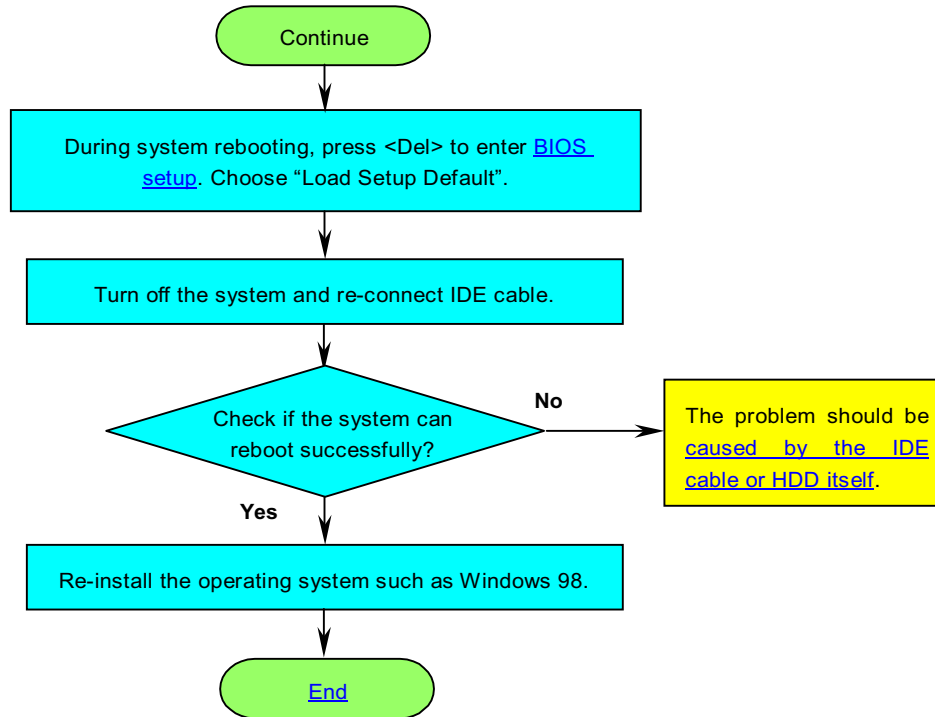 Continue
During system rebooting, press <Del> to enter BIOS
setup. Choose “Load Setup Default”.
Turn off the system and re-connect IDE cable.
Check if the system can
reboot successfully?
No
The problem should be
caused by the IDE
cable or HDD itself.
Yes
Re-install the operating system such as Windows 98.
End